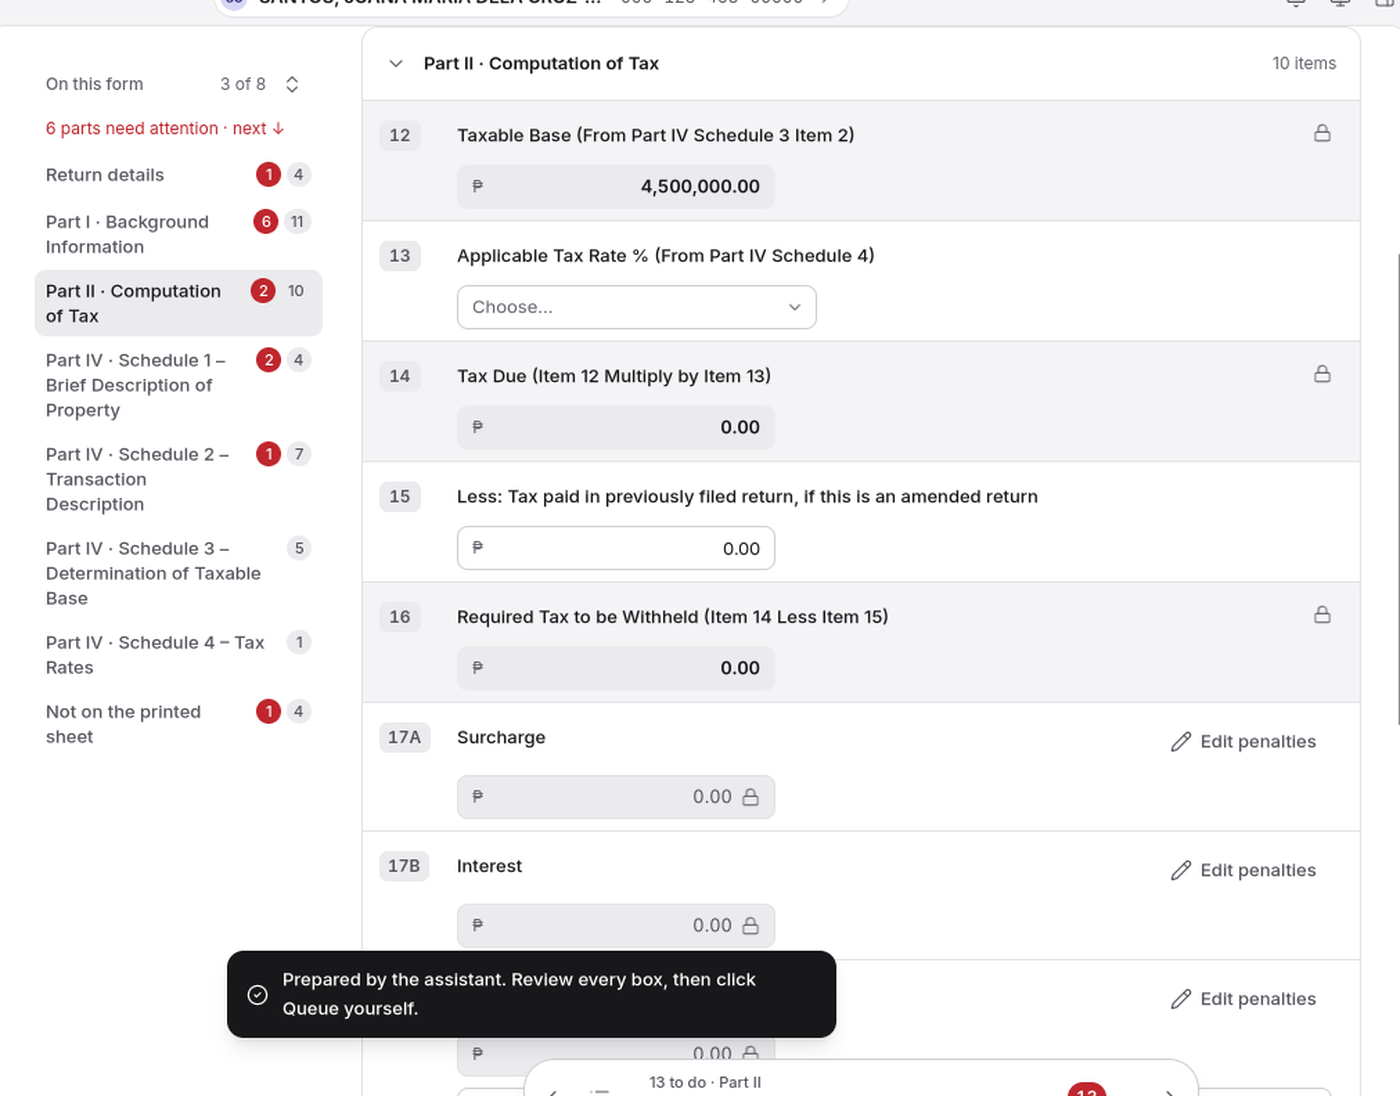 On this form 3 of 8
6 parts need attention · next ↓
Return details 1 4
Part I · Background Information 6 11
Part II · Computation of Tax 2 10
Part IV · Schedule 1 – Brief Description of Property 2 4
Part IV · Schedule 2 – Transaction Description 1 7
Part IV · Schedule 3 – Determination of Taxable Base 5
Part IV · Schedule 4 – Tax Rates 1
Not on the printed sheet 1 4
Part II · Computation of Tax 10 items
12 Taxable Base (From Part IV Schedule 3 Item 2)
₱ 4,500,000.00
13 Applicable Tax Rate % (From Part IV Schedule 4)
Choose...
14 Tax Due (Item 12 Multiply by Item 13)
₱ 0.00
15 Less: Tax paid in previously filed return, if this is an amended return
₱ 0.00
16 Required Tax to be Withheld (Item 14 Less Item 15)
₱ 0.00
17A Surcharge Edit penalties
₱ 0.00
17B Interest Edit penalties
₱ 0.00
Prepared by the assistant. Review every box, then click
Queue yourself.
Edit penalties
₱ 0.00
13 to do · Part II